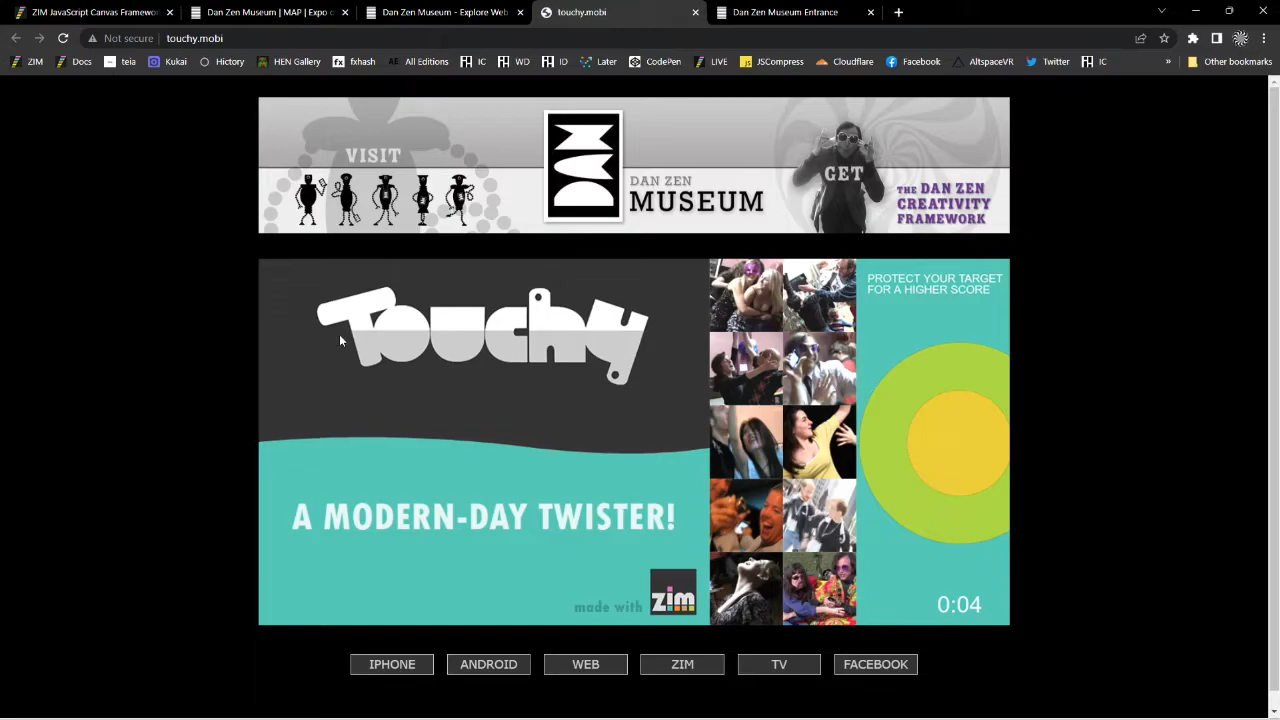 ZIM JavaScript Canvas Framewor
Dan Zen Museum | MAP | Expo o
Dan Zen Museum - Explore Web
touchy.mobi
Dan Zen Museum Entrance
Not secure
touchy.mobi
ZIM
Docs
teia
Kukai
Hictory
HEN Gallery
fx
fxhash
AE
All Editions
IC
WD
ID
Later
CodePen
LIVE
JS
JSCompress
Cloudflare
Facebook
AltspaceVR
Twitter
IC
»
Other bookmarks
VISIT
DAN ZEN
MUSEUM
GET
THE DAN ZEN
CREATIVITY
FRAMEWORK
Touchy
A MODERN-DAY TWISTER!
made with zim
PROTECT YOUR TARGET
FOR A HIGHER SCORE
0:04
IPHONE
ANDROID
WEB
ZIM
TV
FACEBOOK